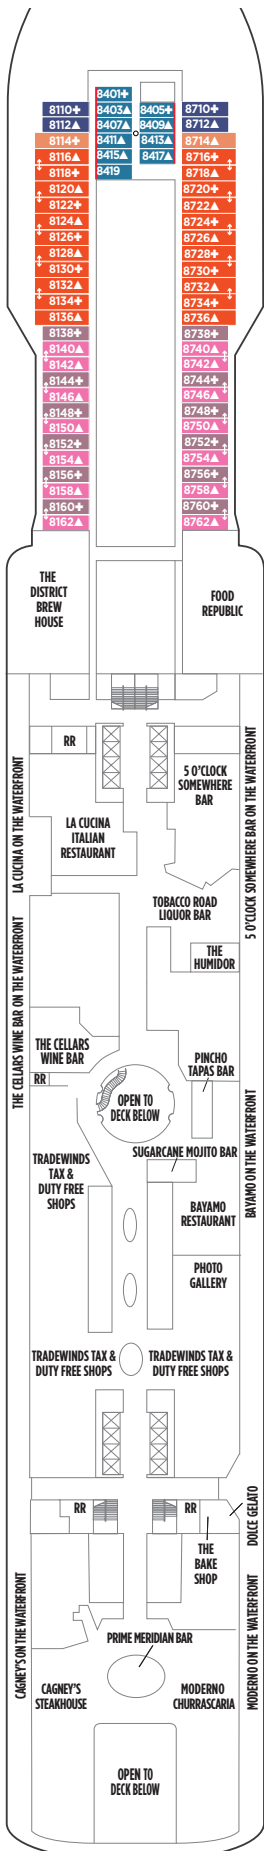 8401✚
8403▲ 8405✚
8110✚ 8710✚
8112▲ 8407▲ 8409▲ 8712▲
8114✚ 8411▲ 8413▲ 8714▲
8116▲ 8415▲ 8417▲ 8716✚
8118✚ 8419 8718▲
8120▲ 8720✚
8122✚ 8722▲
8124▲ 8724✚
8126✚ 8726▲
8128▲ 8728✚
8130✚ 8730✚
8132▲ 8732▲
8134✚ 8734✚
8136▲ 8736▲
8138✚ 8738✚
8140▲ 8740▲
8142▲ 8742▲
8144✚ 8744✚
8146▲ 8746▲
8148✚ 8748✚
8150▲ 8750▲
8152✚ 8752✚
8154▲ 8754▲
8156✚ 8756✚
8158▲ 8758▲
8160✚ 8760✚
8162▲ 8762▲
THE
DISTRICT
BREW
HOUSE
FOOD
REPUBLIC
RR
5 O'CLOCK
SOMEWHERE
BAR
LA CUCINA ON THE WATERFRONT
5 O'CLOCK SOMEWHERE BAR ON THE WATERFRONT
LA CUCINA
ITALIAN
RESTAURANT
TOBACCO ROAD
LIQUOR BAR
THE
HUMIDOR
THE CELLARS WINE BAR ON THE WATERFRONT
THE CELLARS
WINE BAR
PINCHO
TAPAS BAR
RR
OPEN TO
DECK BELOW
BAYAMO ON THE WATERFRONT
SUGARCANE MOJITO BAR
TRADEWINDS
TAX &
DUTY FREE
SHOPS
BAYAMO
RESTAURANT
PHOTO
GALLERY
TRADEWINDS TAX &
DUTY FREE SHOPS
TRADEWINDS TAX &
DUTY FREE SHOPS
RR
RR
DOLCE GELATO
THE
BAKE
SHOP
CAGNEY'S ON THE WATERFRONT
MODERNO ON THE WATERFRONT
PRIME MERIDIAN BAR
CAGNEY'S
STEAKHOUSE
MODERNO
CHURRASCARIA
OPEN TO
DECK BELOW